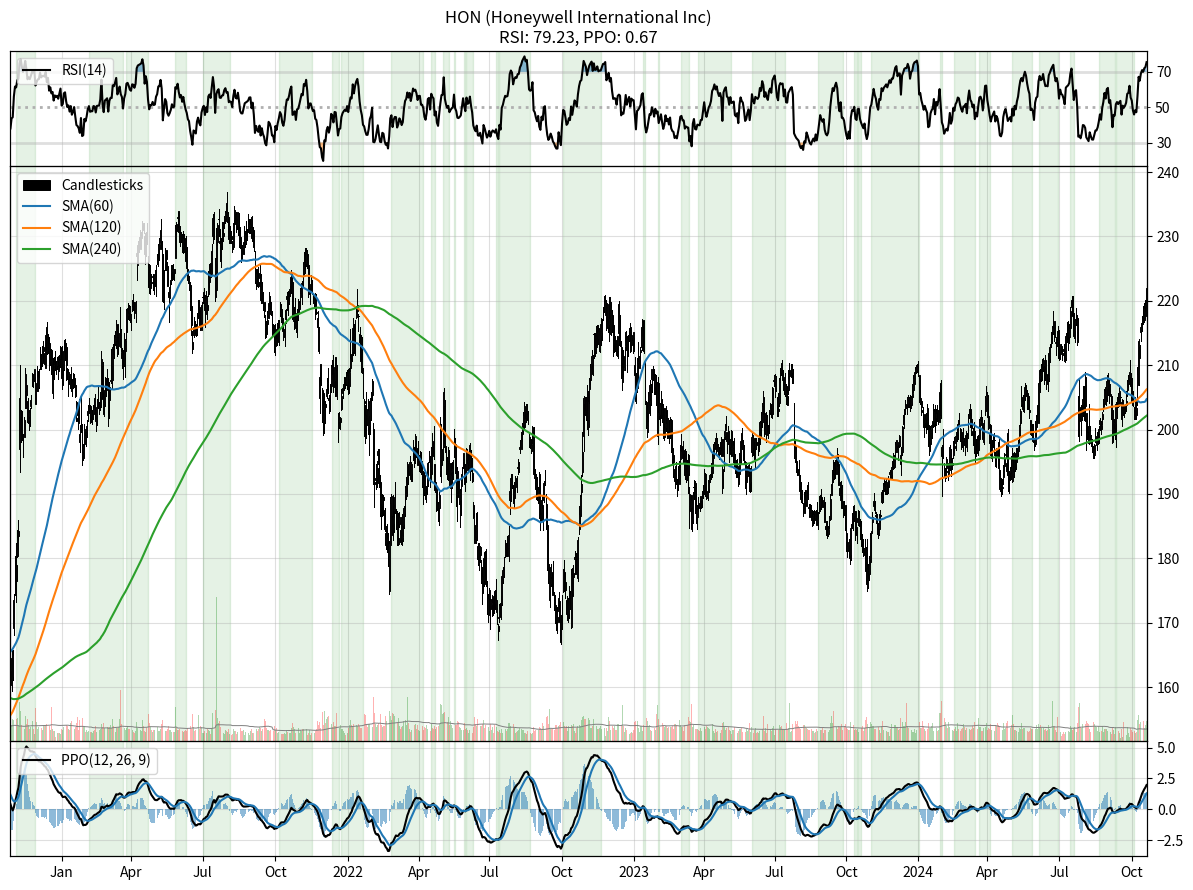 HON (Honeywell International Inc)
RSI: 79.23, PPO: 0.67
RSI(14)
70
50
30
Candlesticks
SMA(60)
SMA(120)
SMA(240)
240
230
220
210
200
190
180
170
160
PPO(12, 26, 9)
5.0
2.5
0.0
−2.5
Jan Apr Jul Oct 2022 Apr Jul Oct 2023 Apr Jul Oct 2024 Apr Jul Oct